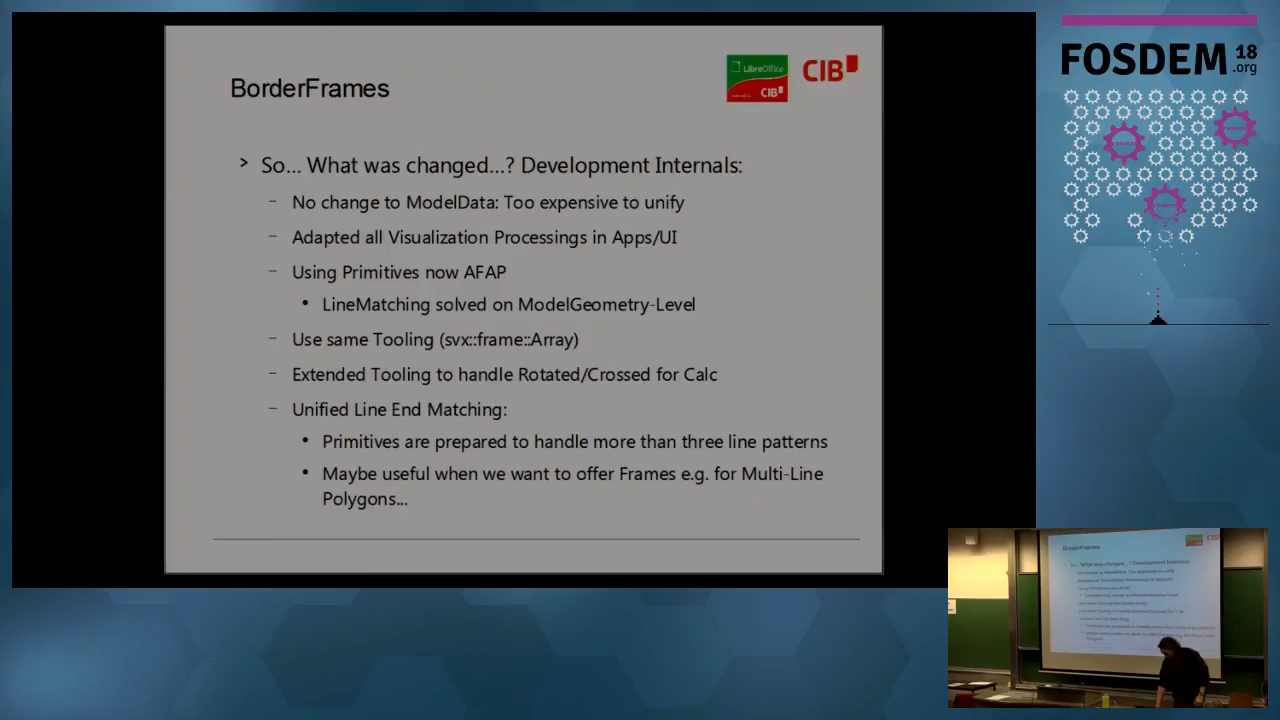 BorderFrames
LibreOffice
CIB
CIB
FOSDEM 18
.org
> So... What was changed...? Development Internals:
– No change to ModelData: Too expensive to unify
– Adapted all Visualization Processings in Apps/UI
– Using Primitives now AFAP
• LineMatching solved on ModelGeometry-Level
– Use same Tooling (svx::frame::Array)
– Extended Tooling to handle Rotated/Crossed for Calc
– Unified Line End Matching:
• Primitives are prepared to handle more than three line patterns
• Maybe useful when we want to offer Frames e.g. for Multi-Line
Polygons...
BorderFrames